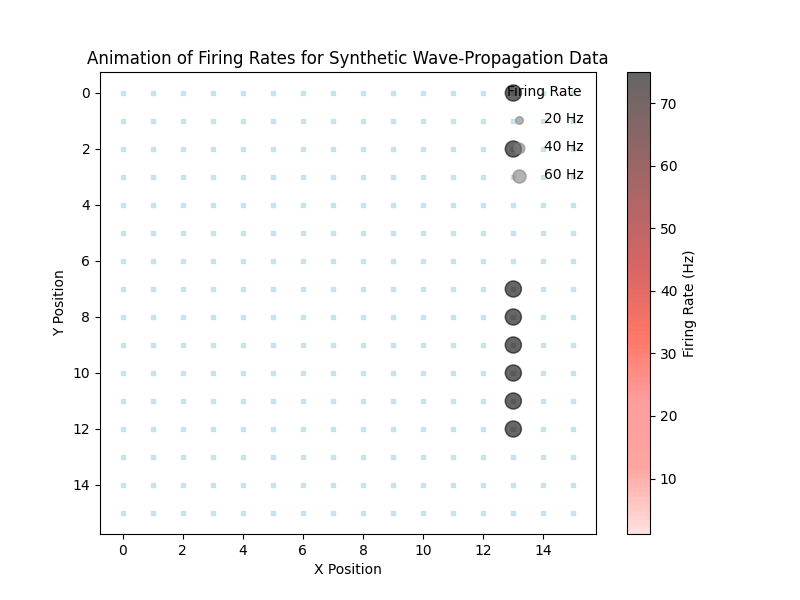 Animation of Firing Rates for Synthetic Wave-Propagation Data
Firing Rate
20 Hz
40 Hz
60 Hz
0
2
4
6
8
10
12
14
Y Position
0 2 4 6 8 10 12 14
X Position
70
60
50
40
30
20
10
Firing Rate (Hz)